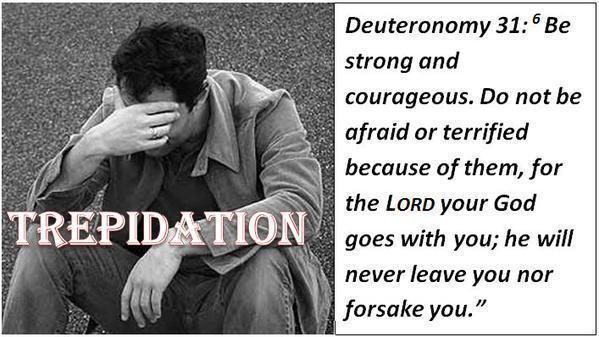 TREPIDATION
Deuteronomy 31: 6 Be
strong and
courageous. Do not be
afraid or terrified
because of them, for
the LORD your God
goes with you; he will
never leave you nor
forsake you.”